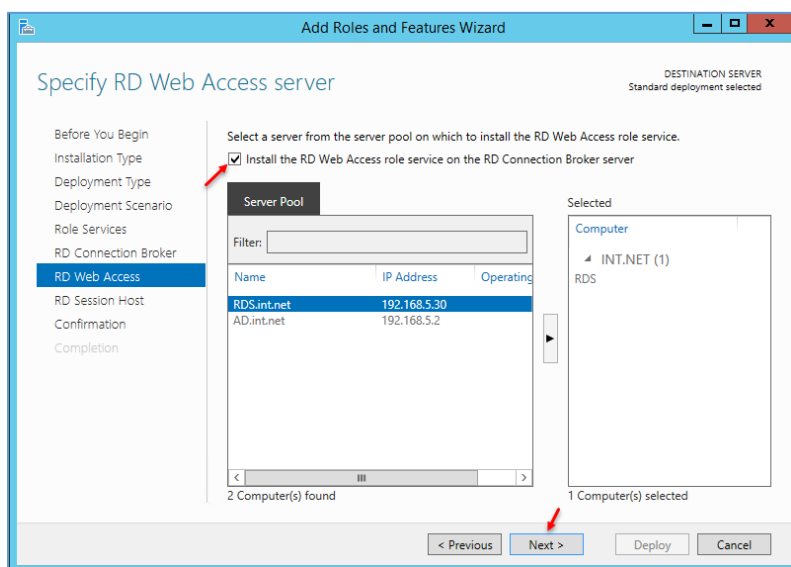 Add Roles and Features Wizard
Specify RD Web Access server
DESTINATION SERVER
Standard deployment selected
Before You Begin
Installation Type
Deployment Type
Deployment Scenario
Role Services
RD Connection Broker
RD Web Access
RD Session Host
Confirmation
Completion
Select a server from the server pool on which to install the RD Web Access role service.
Install the RD Web Access role service on the RD Connection Broker server
Server Pool
Filter:
Name IP Address Operating
RDS.int.net 192.168.5.30
AD.int.net 192.168.5.2
2 Computer(s) found
Selected
Computer
INT.NET (1)
RDS
1 Computer(s) selected
< Previous Next > Deploy Cancel